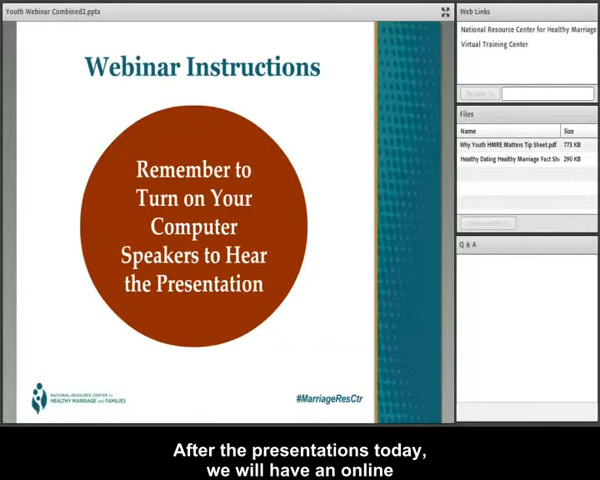 Youth Webinar Combined2.pptx
Webinar Instructions
Remember to
Turn on Your
Computer
Speakers to Hear
the Presentation
NATIONAL RESOURCE CENTER for
HEALTHY MARRIAGE and FAMILIES
#MarriageResCtr
Web Links
National Resource Center for Healthy Marriage
Virtual Training Center
Files
Name Size
Why Youth HMRE Matters Tip Sheet.pdf 773 KB
Healthy Dating Healthy Marriage Fact Sh 290 KB
Q & A
After the presentations today,
we will have an online